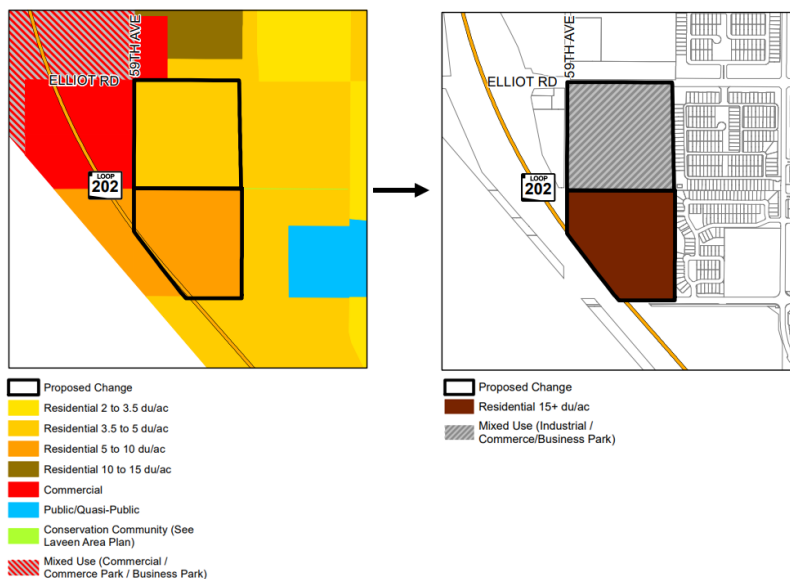 59TH AVE
ELLIOT RD
LOOP
202
Proposed Change
Residential 2 to 3.5 du/ac
Residential 3.5 to 5 du/ac
Residential 5 to 10 du/ac
Residential 10 to 15 du/ac
Commercial
Public/Quasi-Public
Conservation Community (See
Laveen Area Plan)
Mixed Use (Commercial /
Commerce Park / Business Park)
59TH AVE
ELLIOT RD
LOOP
202
Proposed Change
Residential 15+ du/ac
Mixed Use (Industrial /
Commerce/Business Park)